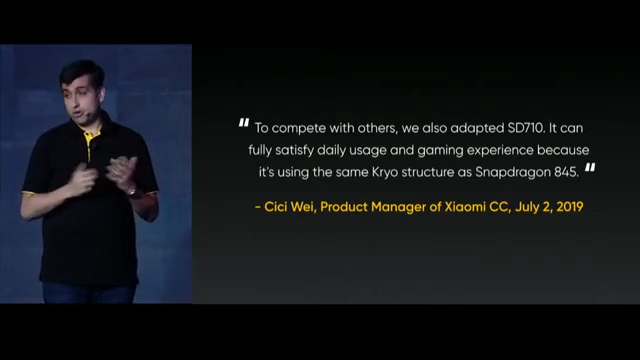 " To compete with others, we also adapted SD710. It can
fully satisfy daily usage and gaming experience because
it's using the same Kryo structure as Snapdragon 845. "
- Cici Wei, Product Manager of Xiaomi CC, July 2, 2019